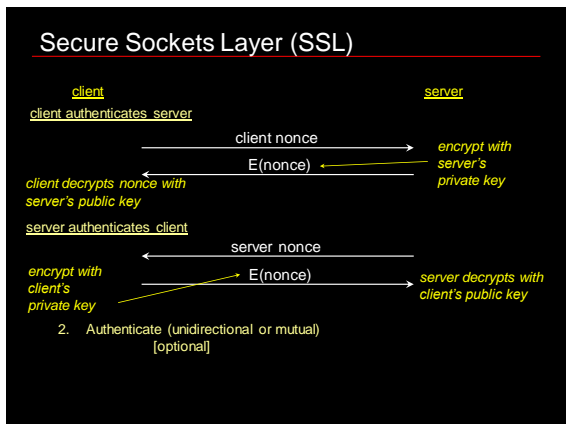 Secure Sockets Layer (SSL)
client
server
client authenticates server
client nonce
E(nonce)
encrypt with
server's
private key
client decrypts nonce with
server's public key
server authenticates client
server nonce
E(nonce)
encrypt with
client's
private key
server decrypts with
client's public key
2. Authenticate (unidirectional or mutual)
[optional]